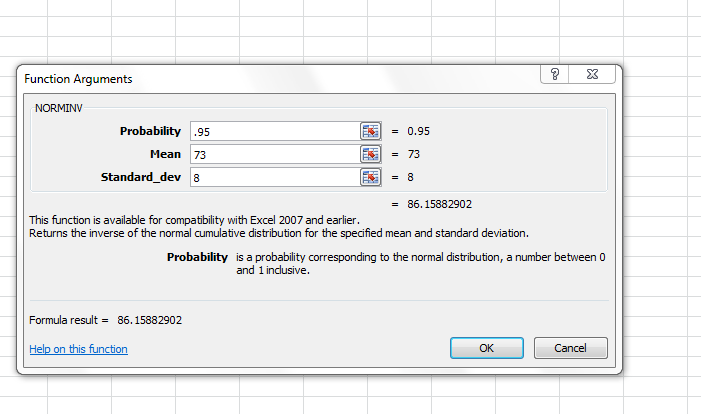 Function Arguments
NORMINV
Probability .95 = 0.95
Mean 73 = 73
Standard_dev 8 = 8
= 86.15882902
This function is available for compatibility with Excel 2007 and earlier.
Returns the inverse of the normal cumulative distribution for the specified mean and standard deviation.
Probability is a probability corresponding to the normal distribution, a number between 0
and 1 inclusive.
Formula result = 86.15882902
Help on this function OK Cancel